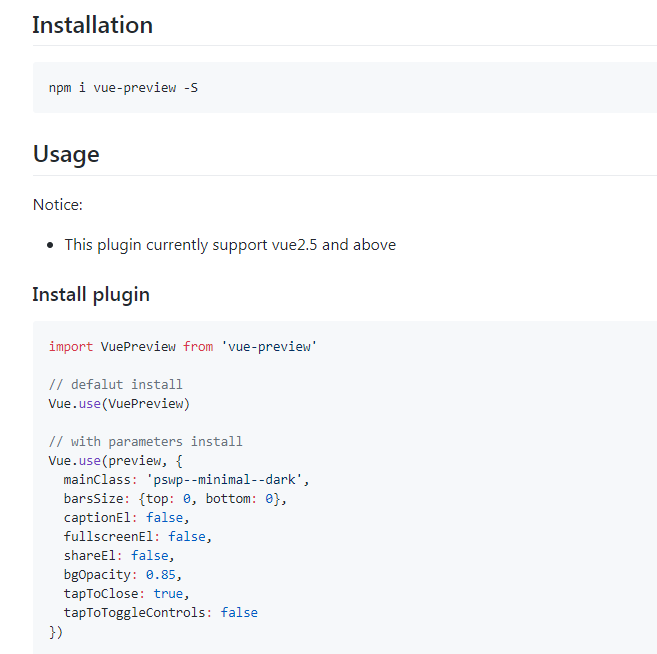 Installation
npm i vue-preview -S
Usage
Notice:
• This plugin currently support vue2.5 and above
Install plugin
import VuePreview from 'vue-preview'
// defalut install
Vue.use(VuePreview)
// with parameters install
Vue.use(preview, {
  mainClass: 'pswp--minimal--dark',
  barsSize: {top: 0, bottom: 0},
  captionEl: false,
  fullscreenEl: false,
  shareEl: false,
  bgOpacity: 0.85,
  tapToClose: true,
  tapToToggleControls: false
})